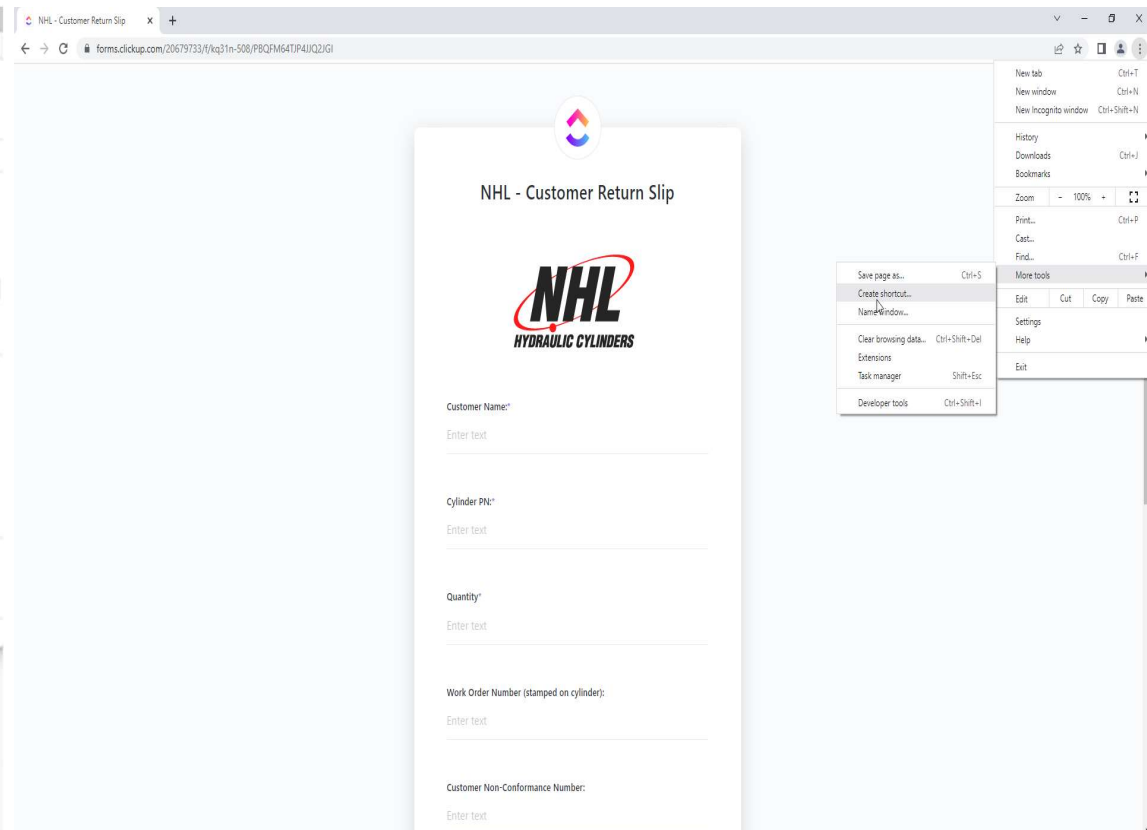 NHL - Customer Return Slip
forms.clickup.com/20679733/f/kq31n-508/PBQFM64TJP4JJQ2JGI
New tab Ctrl+T
New window Ctrl+N
New Incognito window Ctrl+Shift+N
History
Downloads Ctrl+J
Bookmarks
Zoom - 100% +
Print... Ctrl+P
Cast...
Find... Ctrl+F
More tools
Edit Cut Copy Paste
Settings
Help
Exit
Save page as... Ctrl+S
Create shortcut...
Name window...
Clear browsing data... Ctrl+Shift+Del
Extensions
Task manager Shift+Esc
Developer tools Ctrl+Shift+I
NHL - Customer Return Slip
NHL
HYDRAULIC CYLINDERS
Customer Name:*
Enter text
Cylinder PN:*
Enter text
Quantity*
Enter text
Work Order Number (stamped on cylinder):
Enter text
Customer Non-Conformance Number:
Enter text